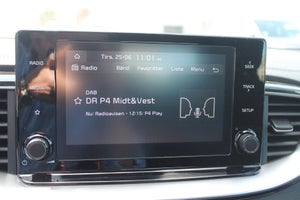 Tirs. 25-06 11:01
Radio Bånd Favoritter Liste Menu
DAB
DR P4 Midt&Vest
Nu: Radioavisen - 12:15: P4 Play
RADIO
MEDIA
SEEK
TRACK
SETUP